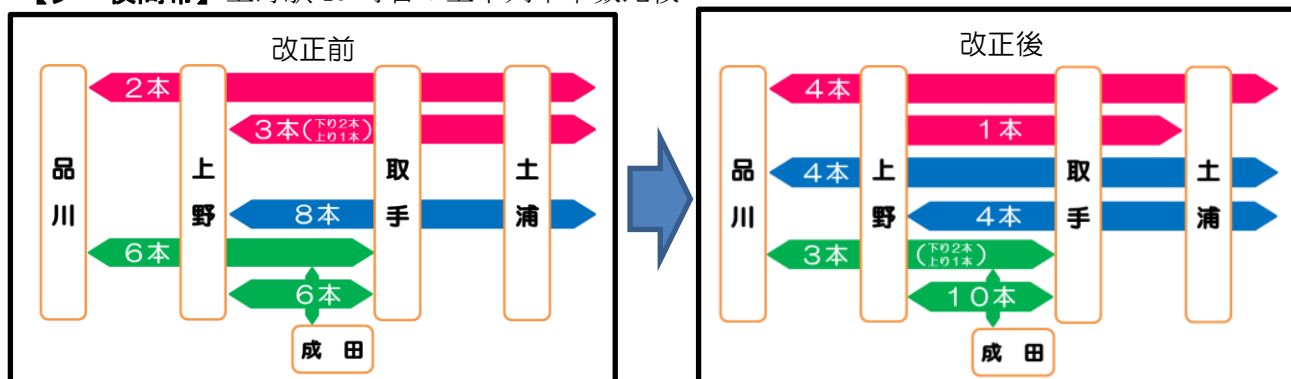 改正前
品川
上野
取手
土浦
2本
3本(下り2本 上り1本)
8本
6本
6本
成田
改正後
品川
上野
取手
土浦
4本
1本
4本
4本
3本
(下り2本 上り1本)
10本
成田